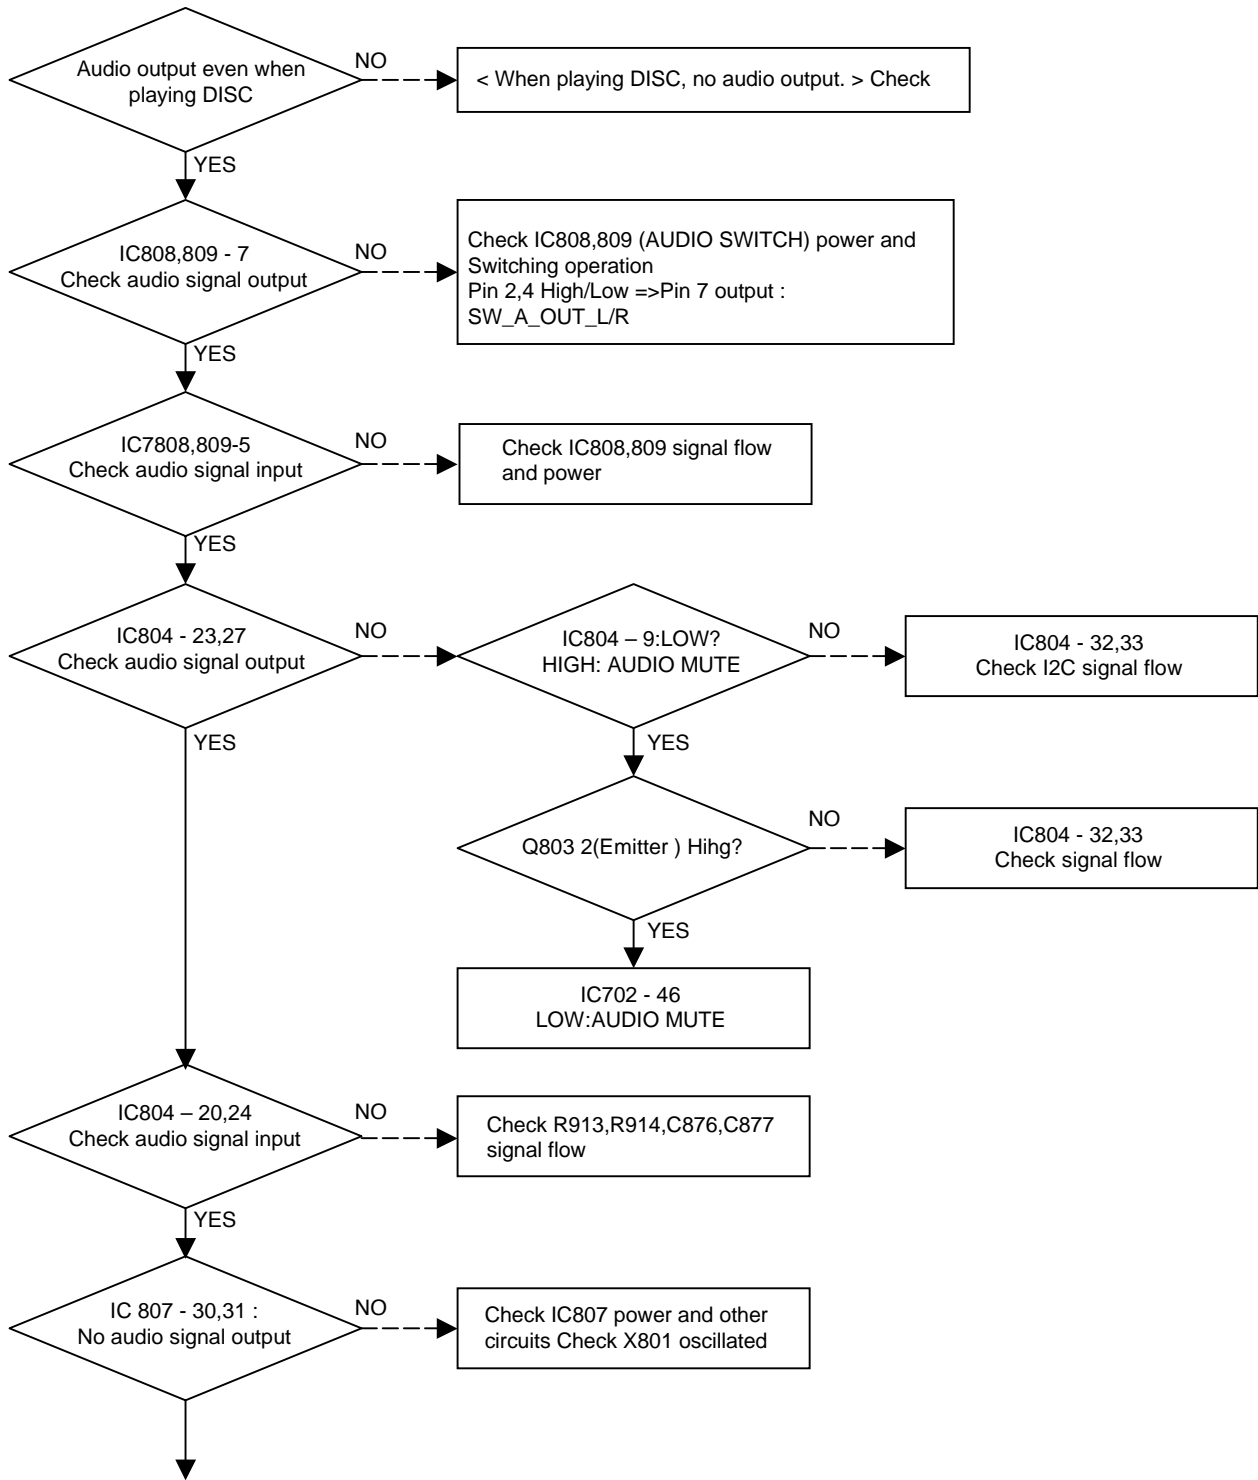 Audio output even when
playing DISC
NO
< When playing DISC, no audio output. > Check
YES
IC808,809 - 7
Check audio signal output
NO
Check IC808,809 (AUDIO SWITCH) power and
Switching operation
Pin 2,4 High/Low =>Pin 7 output :
SW_A_OUT_L/R
YES
IC7808,809-5
Check audio signal input
NO
Check IC808,809 signal flow
and power
YES
IC804 - 23,27
Check audio signal output
NO
IC804 – 9:LOW?
HIGH: AUDIO MUTE
NO
IC804 - 32,33
Check I2C signal flow
YES
YES
Q803 2(Emitter ) Hihg?
NO
IC804 - 32,33
Check signal flow
YES
IC702 - 46
LOW:AUDIO MUTE
IC804 – 20,24
Check audio signal input
NO
Check R913,R914,C876,C877
signal flow
YES
IC 807 - 30,31 :
No audio signal output
NO
Check IC807 power and other
circuits Check X801 oscillated